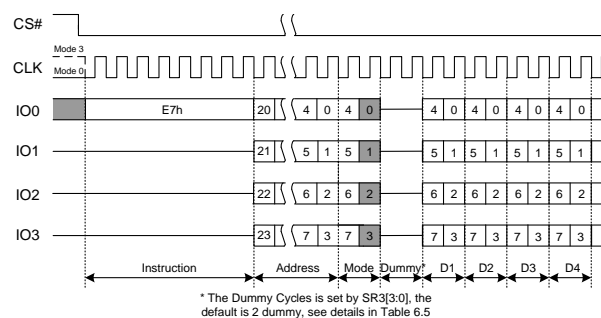 CS#
Mode 3
CLK Mode 0
IO0 E7h 20 4 0 4 0 4 0 4 0 4 0 4 0
IO1 21 5 1 5 1 5 1 5 1 5 1 5 1
IO2 22 6 2 6 2 6 2 6 2 6 2 6 2
IO3 23 7 3 7 3 7 3 7 3 7 3 7 3
Instruction Address Mode Dummy* D1 D2 D3 D4
* The Dummy Cycles is set by SR3[3:0], the
default is 2 dummy, see details in Table 6.5